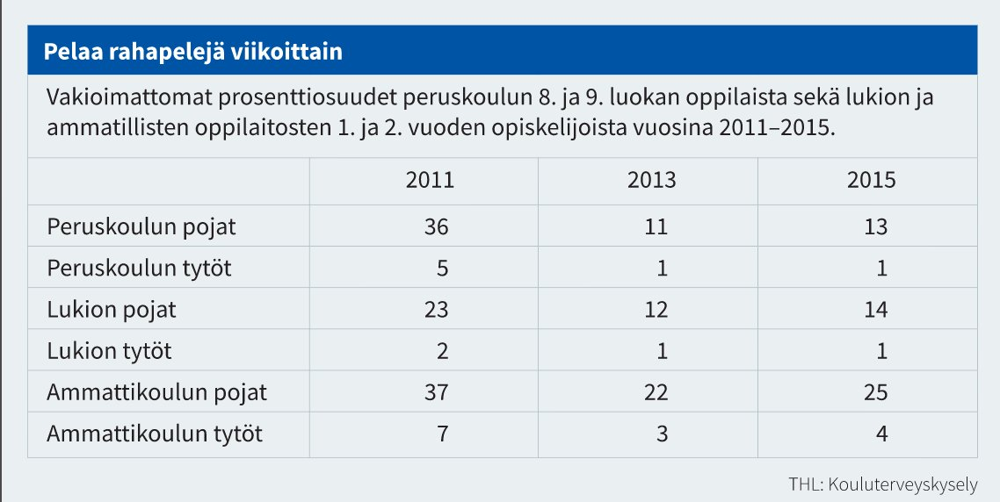 Pelaa rahapelejä viikoittain
Vakioimattomat prosenttiosuudet peruskoulun 8. ja 9. luokan oppilaista sekä lukion ja
ammatillisten oppilaitosten 1. ja 2. vuoden opiskelijoista vuosina 2011–2015.
2011 2013 2015
Peruskoulun pojat 36 11 13
Peruskoulun tytöt 5 1 1
Lukion pojat 23 12 14
Lukion tytöt 2 1 1
Ammattikoulun pojat 37 22 25
Ammattikoulun tytöt 7 3 4
THL: Kouluterveyskysely